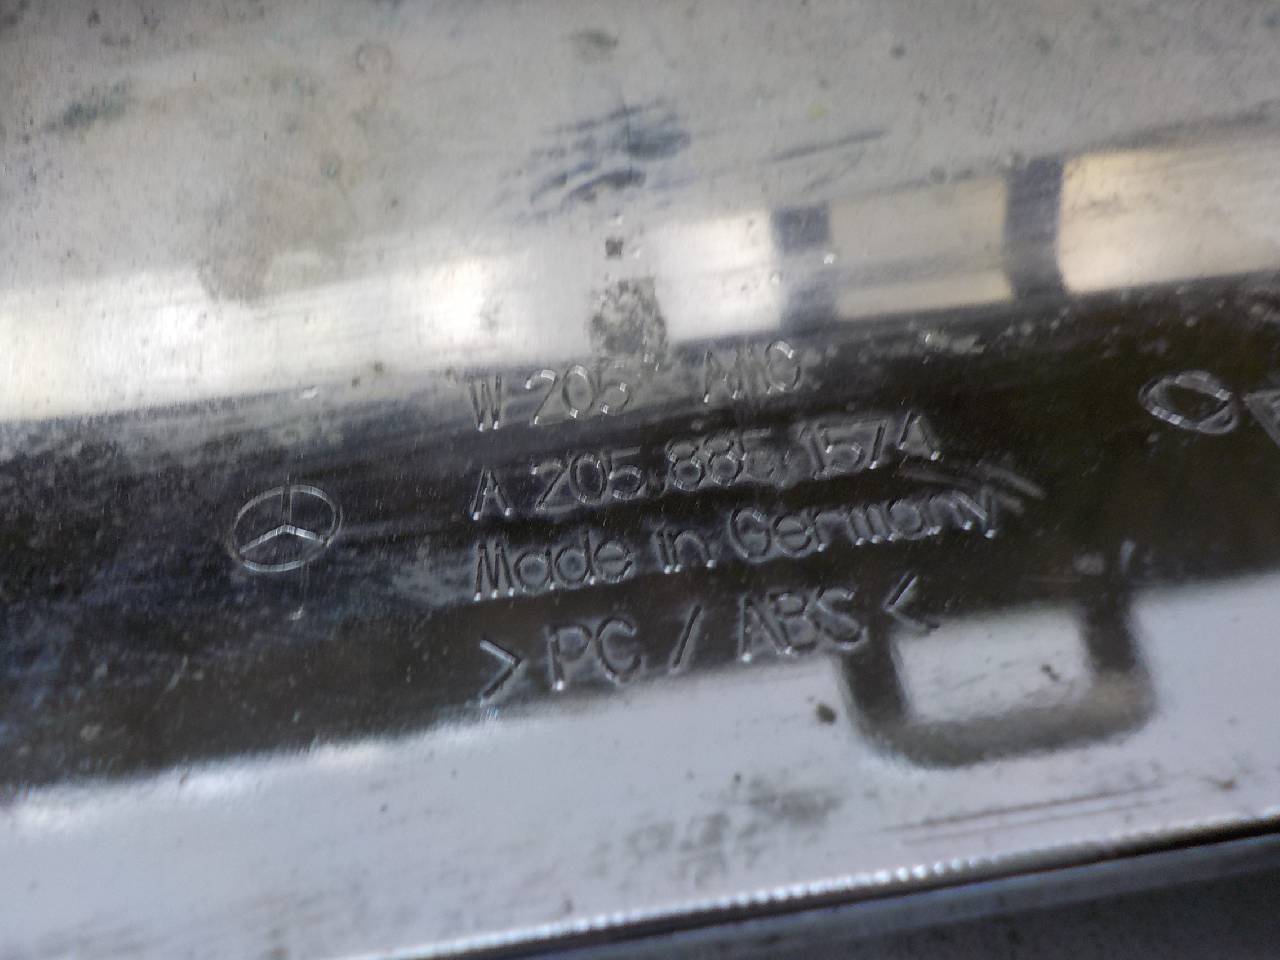 W 205 AMG
A 205 885 15 74
Made in Germany
> PC / ABS <